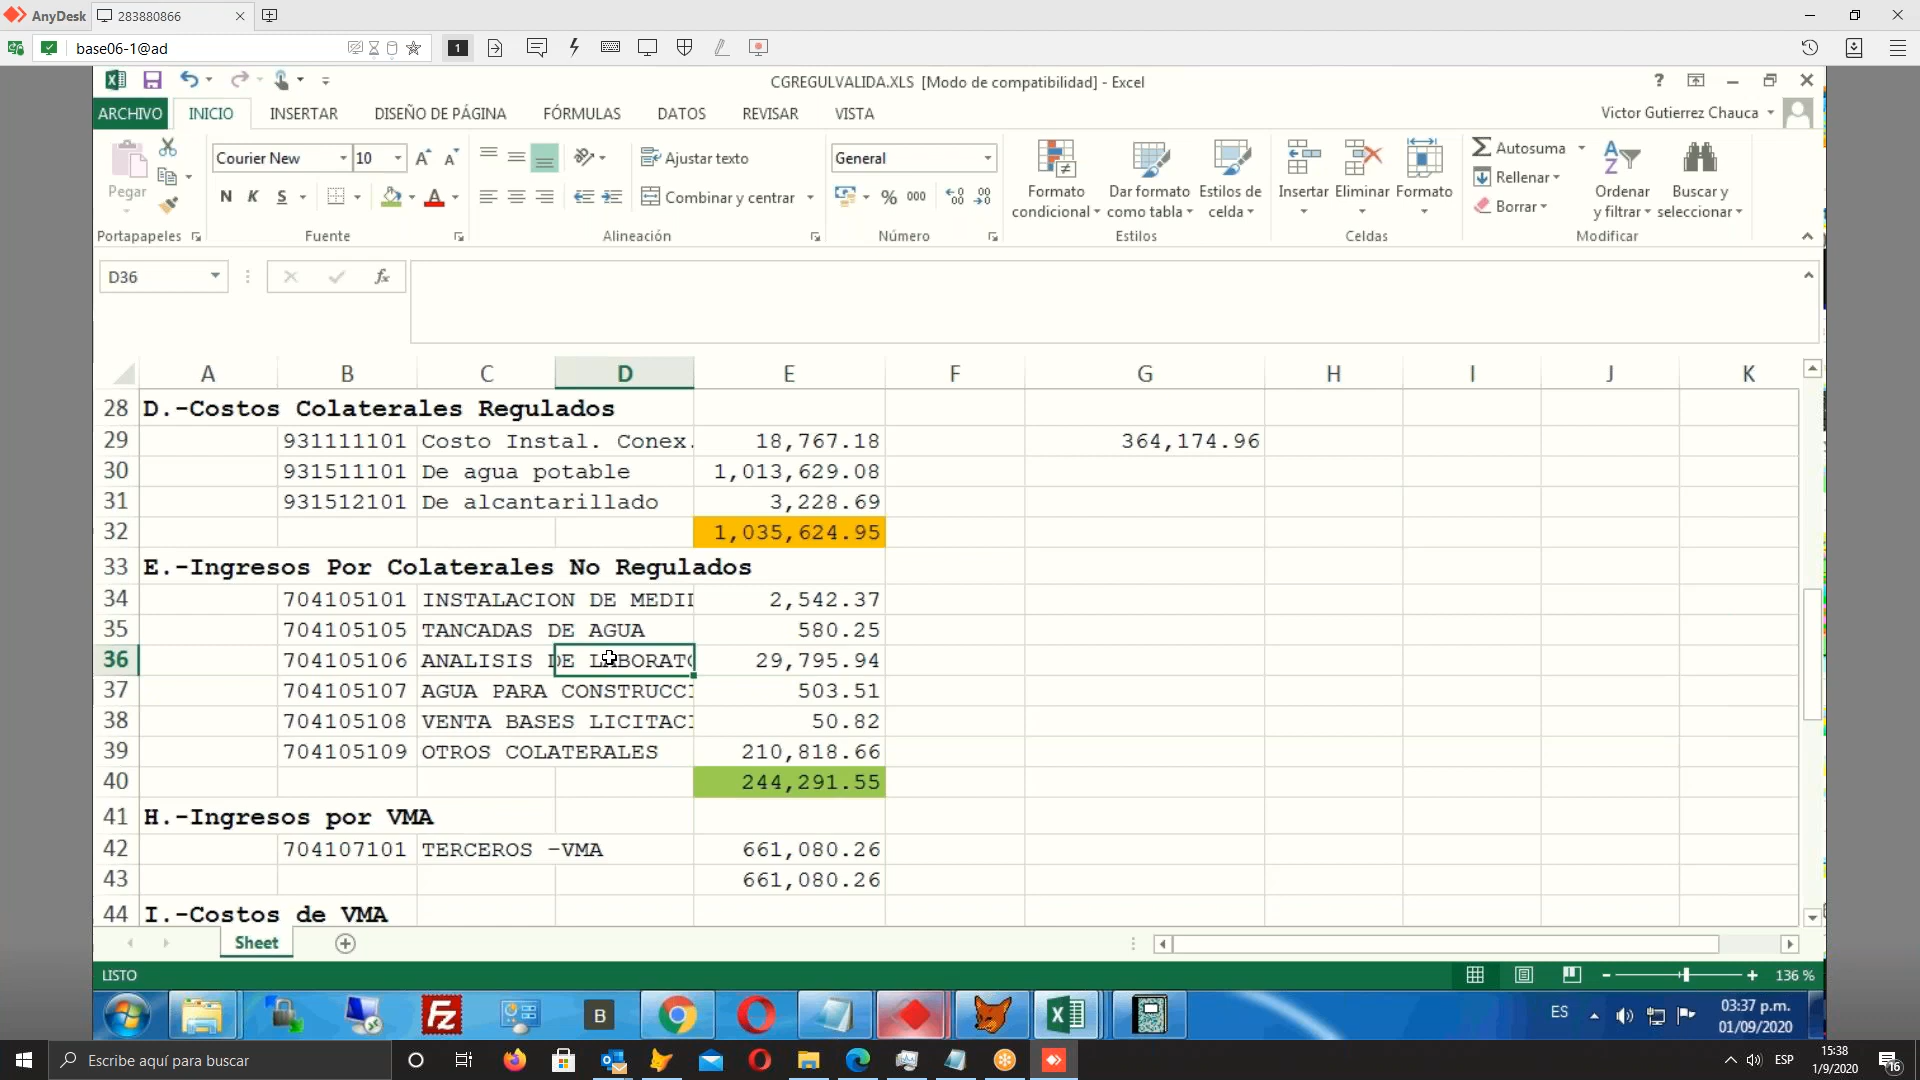 AnyDesk
283880866
base06-1@ad
1
CGREGULVALIDA.XLS [Modo de compatibilidad] - Excel
ARCHIVO INICIO INSERTAR DISEÑO DE PÁGINA FÓRMULAS DATOS REVISAR VISTA
Victor Gutierrez Chauca
Pegar
Portapapeles
Courier New 10
N K S
Fuente
Ajustar texto
Combinar y centrar
Alineación
General
% 000
Número
Formato condicional
Dar formato como tabla
Estilos de celda
Estilos
Insertar Eliminar Formato
Celdas
Autosuma
Rellenar
Borrar
Ordenar y filtrar
Buscar y seleccionar
Modificar
D36
fx
A B C D E F G H I J K
28 D.-Costos Colaterales Regulados
29 931111101 Costo Instal. Conex. 18,767.18 364,174.96
30 931511101 De agua potable 1,013,629.08
31 931512101 De alcantarillado 3,228.69
32 1,035,624.95
33 E.-Ingresos Por Colaterales No Regulados
34 704105101 INSTALACION DE MEDI 2,542.37
35 704105105 TANCADAS DE AGUA 580.25
36 704105106 ANALISIS DE LABORATO 29,795.94
37 704105107 AGUA PARA CONSTRUCCI 503.51
38 704105108 VENTA BASES LICITACI 50.82
39 704105109 OTROS COLATERALES 210,818.66
40 244,291.55
41 H.-Ingresos por VMA
42 704107101 TERCEROS -VMA 661,080.26
43 661,080.26
44 I.-Costos de VMA
Sheet
LISTO
136 %
B
ES
03:37 p.m.
01/09/2020
Escribe aquí para buscar
ESP
15:38
1/9/2020
16